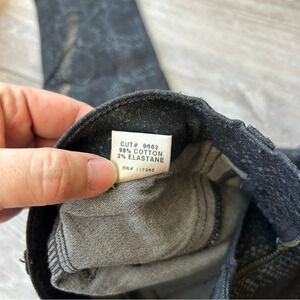 CUT# 9662
98% COTTON
2% ELASTANE
RN# 117965